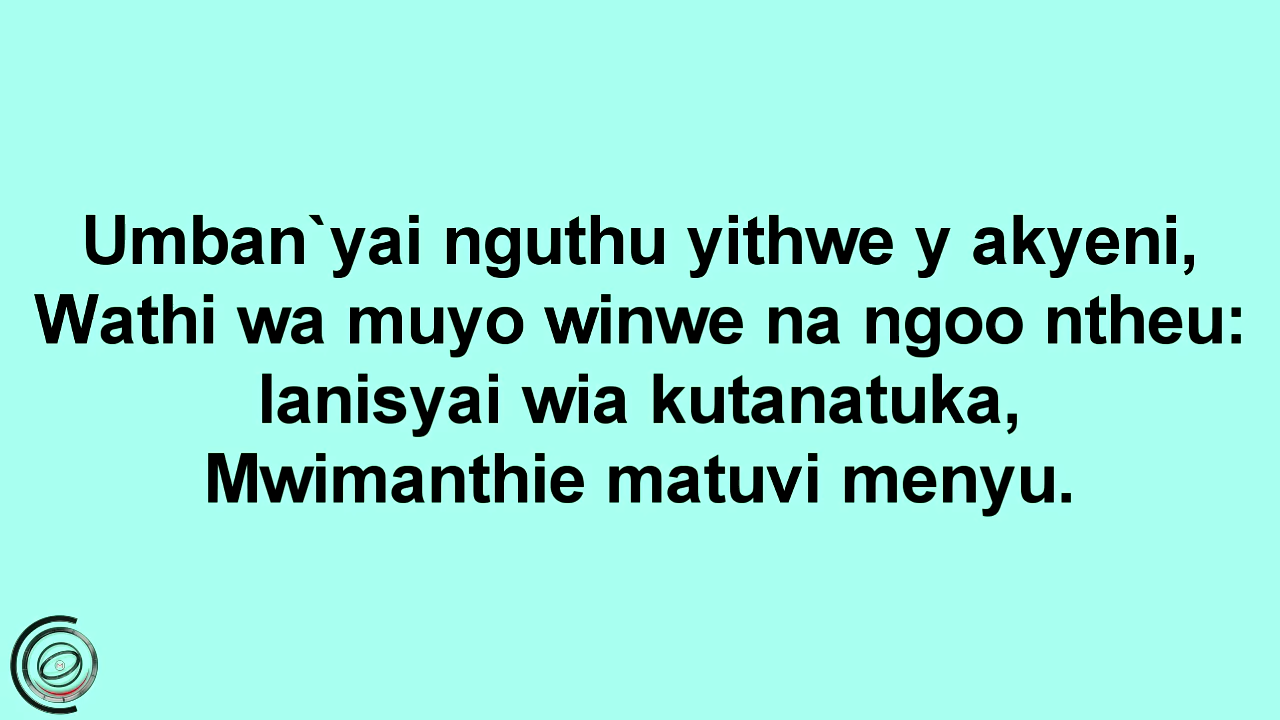 Umban`yai nguthu yithwe y akyeni,
Wathi wa muyo winwe na ngoo ntheu:
Ianisyai wia kutanatuka,
Mwimanthie matuvi menyu.